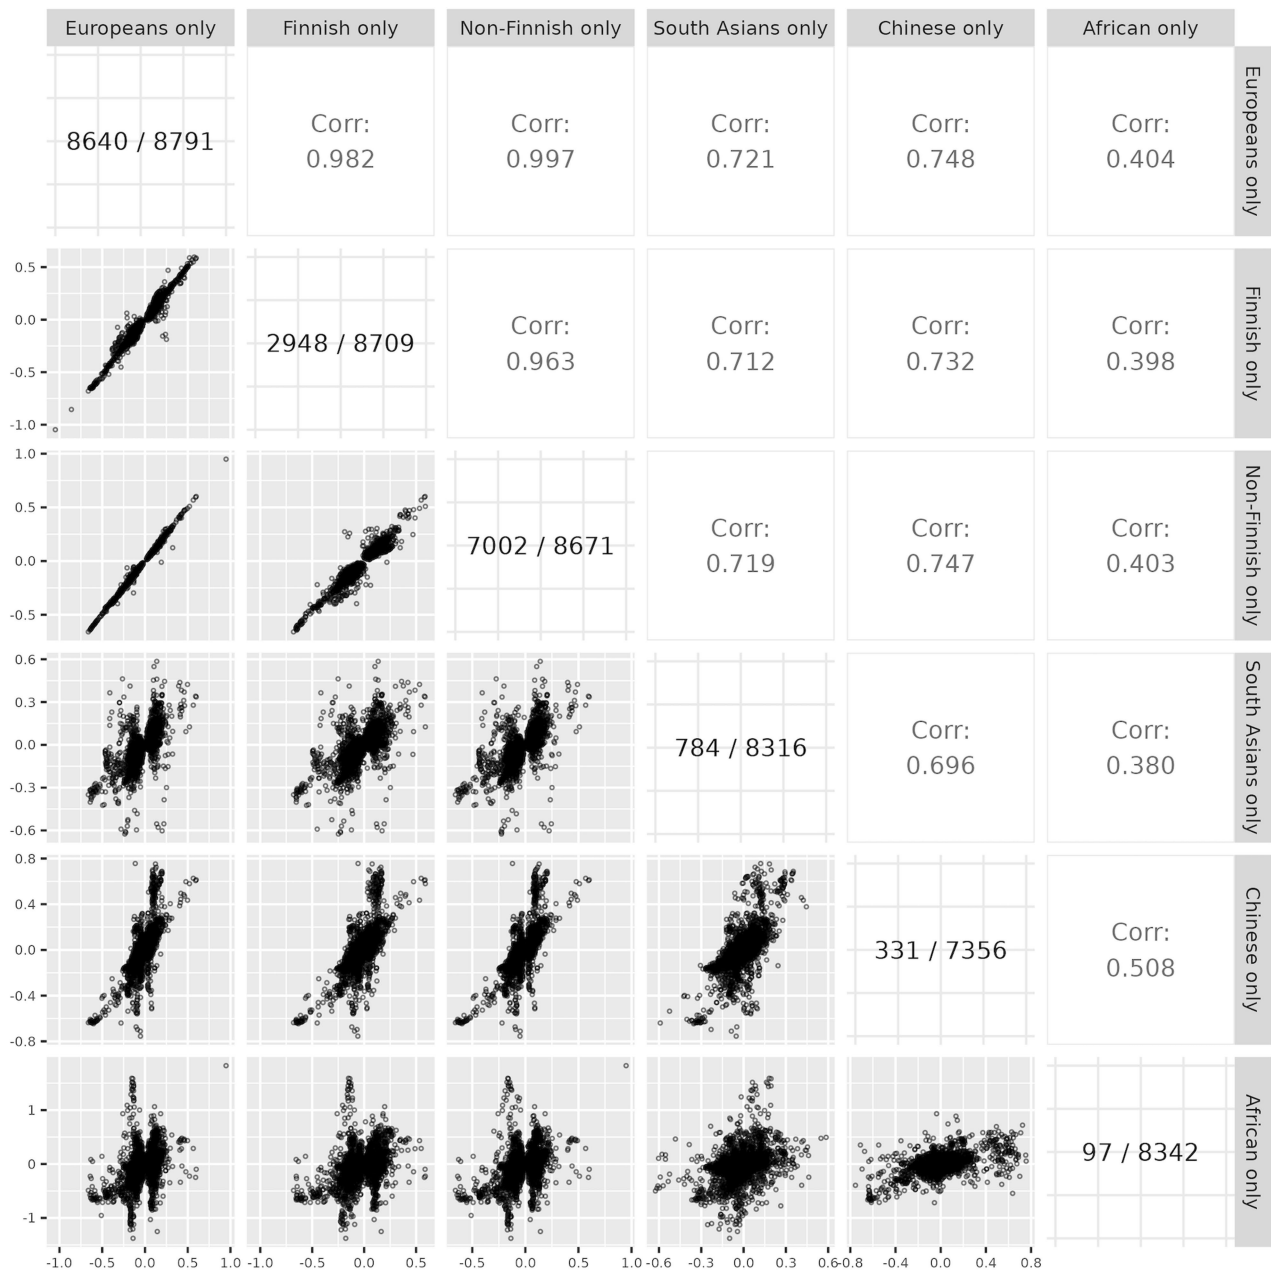 Europeans only
Finnish only
Non-Finnish only
South Asians only
Chinese only
African only
8640 / 8791
Corr:
0.982
Corr:
0.997
Corr:
0.721
Corr:
0.748
Corr:
0.404
Europeans only
0.5
0.0
-0.5
-1.0
2948 / 8709
Corr:
0.963
Corr:
0.712
Corr:
0.732
Corr:
0.398
Finnish only
1.0
0.5
0.0
-0.5
7002 / 8671
Corr:
0.719
Corr:
0.747
Corr:
0.403
Non-Finnish only
0.6
0.3
0.0
-0.3
-0.6
784 / 8316
Corr:
0.696
Corr:
0.380
South Asians only
0.8
0.4
0.0
-0.4
-0.8
331 / 7356
Corr:
0.508
Chinese only
1
0
-1
97 / 8342
African only
-1.0 -0.5 0.0 0.5 1.0
-1.0 -0.5 0.0 0.5
-0.5 0.0 0.5 1.0
-0.6 -0.3 0.0 0.3 0.6
-0.8 -0.4 0.0 0.4 0.8